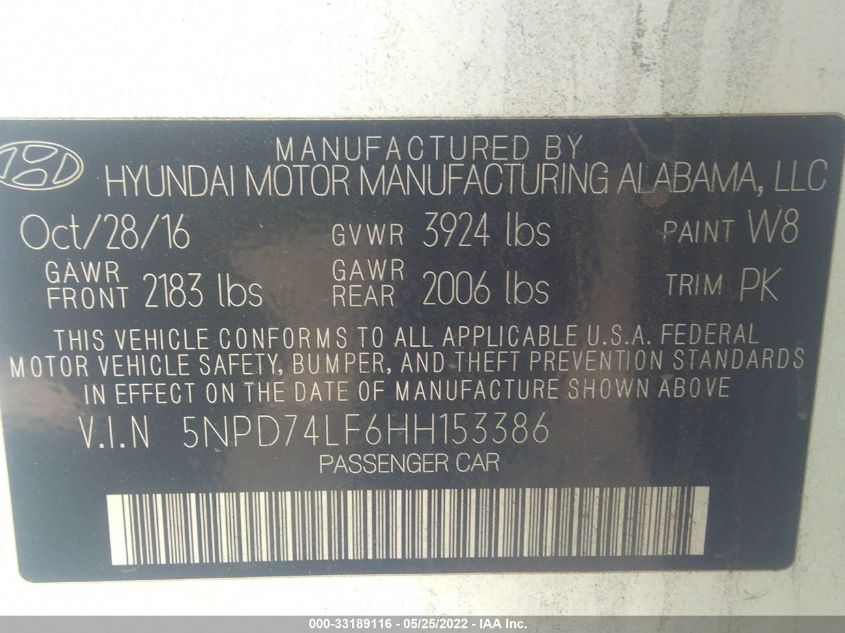 MANUFACTURED BY
HYUNDAI MOTOR MANUFACTURING ALABAMA, LLC
Oct/28/16 GVWR 3924 lbs PAINT W8
GAWR FRONT 2183 lbs GAWR REAR 2006 lbs TRIM PK
THIS VEHICLE CONFORMS TO ALL APPLICABLE U.S.A. FEDERAL
MOTOR VEHICLE SAFETY, BUMPER, AND THEFT PREVENTION STANDARDS
IN EFFECT ON THE DATE OF MANUFACTURE SHOWN ABOVE
V.I.N 5NPD74LF6HH153386
PASSENGER CAR
000-33189116 - 05/25/2022 - IAA Inc.